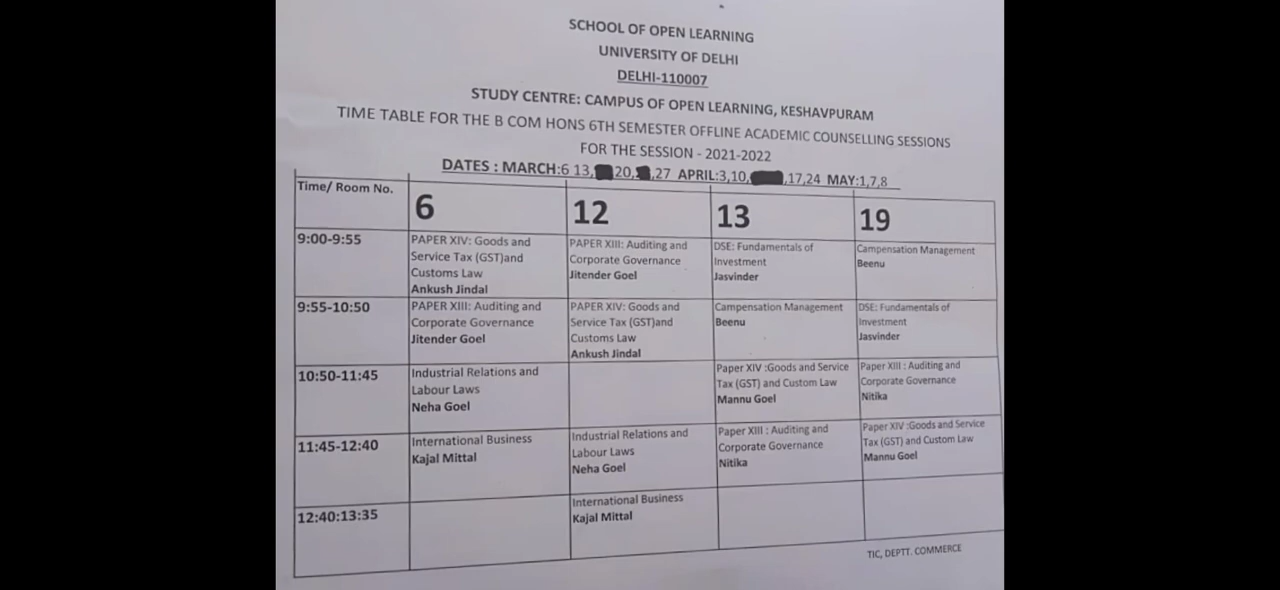 SCHOOL OF OPEN LEARNING
UNIVERSITY OF DELHI
DELHI-110007
STUDY CENTRE: CAMPUS OF OPEN LEARNING, KESHAVPURAM
TIME TABLE FOR THE B COM HONS 6TH SEMESTER OFFLINE ACADEMIC COUNSELLING SESSIONS
FOR THE SESSION - 2021-2022
DATES : MARCH:6 13, 20, ,27 APRIL:3,10, ,17,24 MAY:1,7,8
Time/ Room No.
6
12
13
19
9:00-9:55
PAPER XIV: Goods and
Service Tax (GST)and
Customs Law
Ankush Jindal
PAPER XIII: Auditing and
Corporate Governance
Jitender Goel
DSE: Fundamentals of
Investment
Jasvinder
Campensation Management
Beenu
9:55-10:50
PAPER XIII: Auditing and
Corporate Governance
Jitender Goel
PAPER XIV: Goods and
Service Tax (GST)and
Customs Law
Ankush Jindal
Campensation Management
Beenu
DSE: Fundamentals of
Investment
Jasvinder
10:50-11:45
Industrial Relations and
Labour Laws
Neha Goel
Paper XIV :Goods and Service
Tax (GST) and Custom Law
Mannu Goel
Paper XIII : Auditing and
Corporate Governance
Nitika
11:45-12:40
International Business
Kajal Mittal
Industrial Relations and
Labour Laws
Neha Goel
Paper XIII : Auditing and
Corporate Governance
Nitika
Paper XIV :Goods and Service
Tax (GST) and Custom Law
Mannu Goel
12:40:13:35
International Business
Kajal Mittal
TIC, DEPTT. COMMERCE